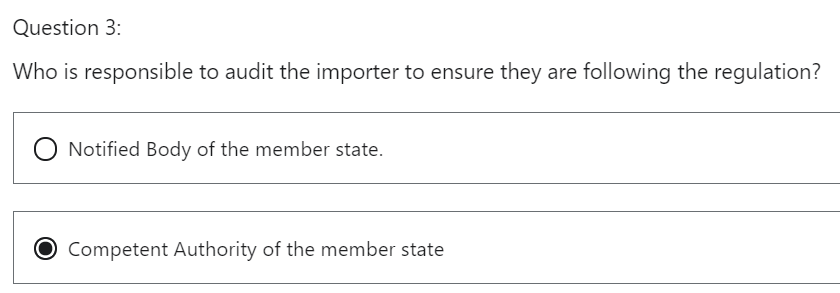 Question 3:
Who is responsible to audit the importer to ensure they are following the regulation?
Notified Body of the member state.
Competent Authority of the member state